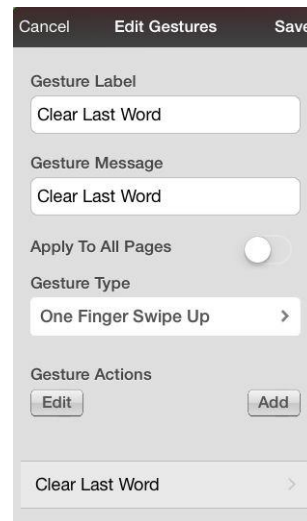 Cancel Edit Gestures Save
Gesture Label
Clear Last Word
Gesture Message
Clear Last Word
Apply To All Pages
Gesture Type
One Finger Swipe Up
Gesture Actions
Edit Add
Clear Last Word